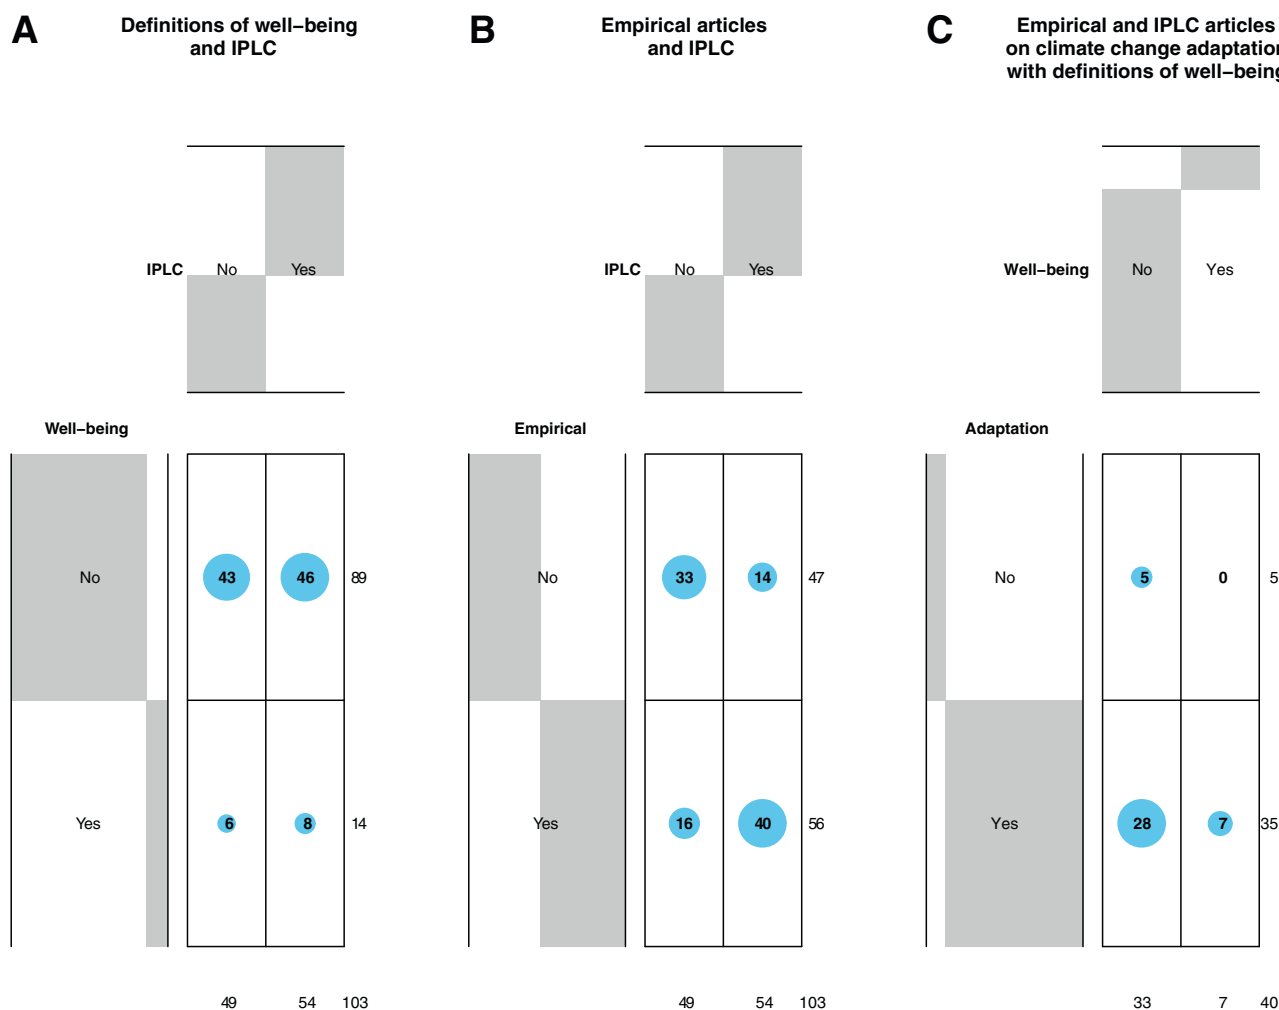 A
Definitions of well–being
and IPLC
IPLC No Yes
Well–being
No 43 46 89
Yes 6 8 14
49 54 103
B
Empirical articles
and IPLC
IPLC No Yes
Empirical
No 33 14 47
Yes 16 40 56
49 54 103
C
Empirical and IPLC articles
on climate change adaptation
with definitions of well–being
Well–being No Yes
Adaptation
No 5 0 5
Yes 28 7 35
33 7 40